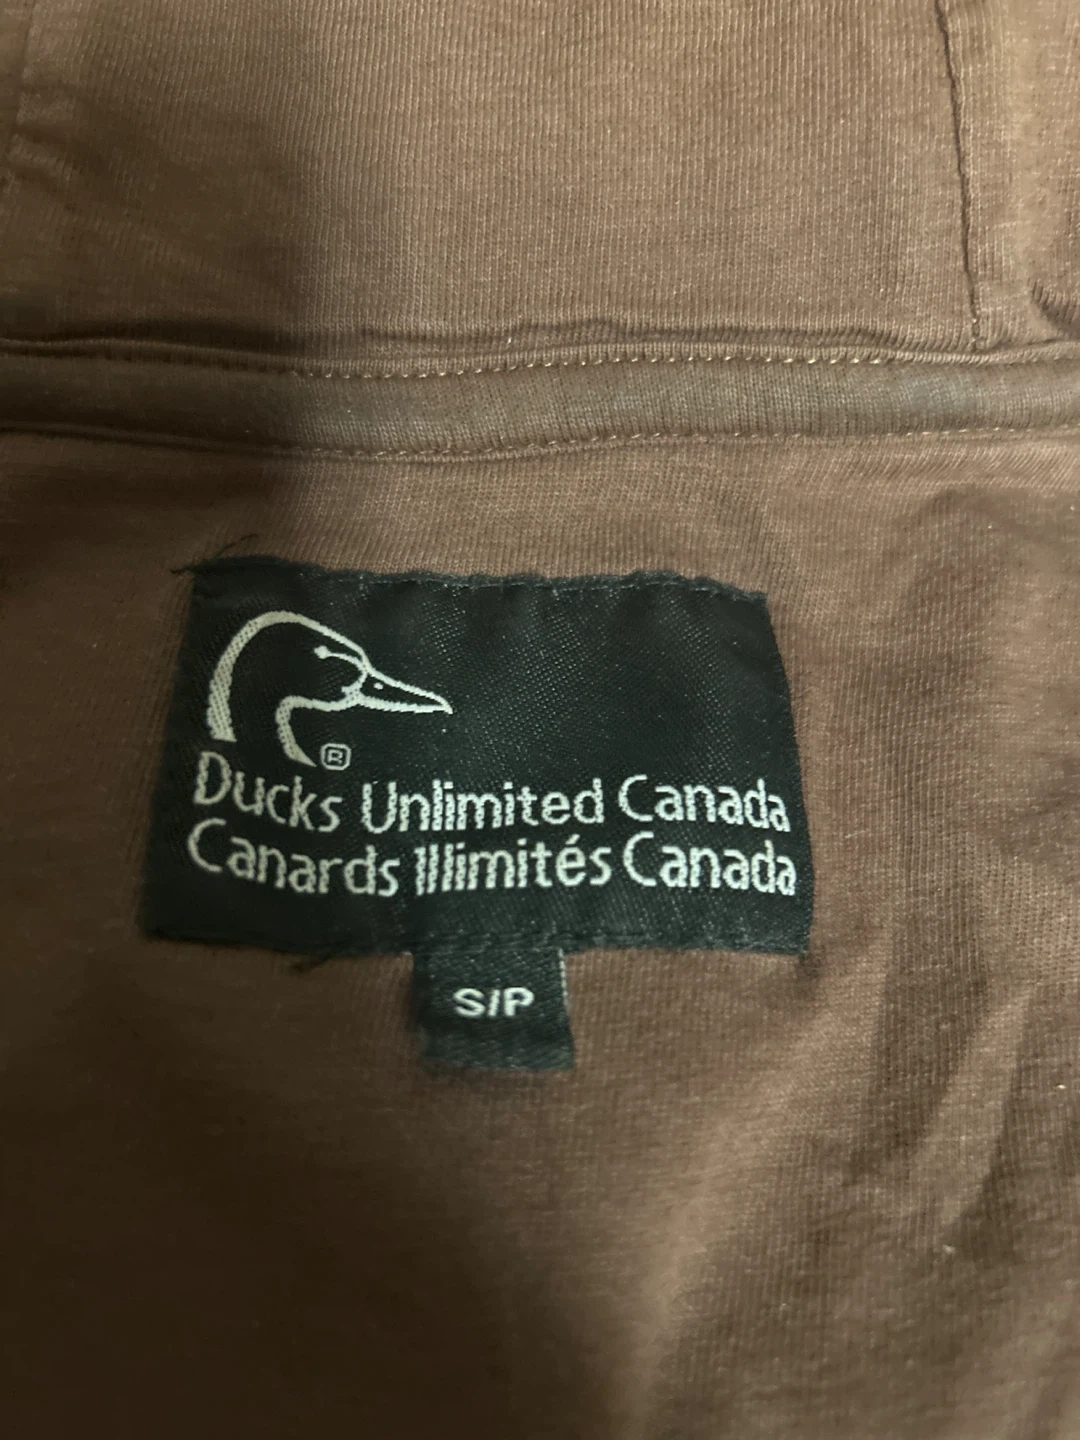 ®
Ducks Unlimited Canada
Canards Illimités Canada
S/P